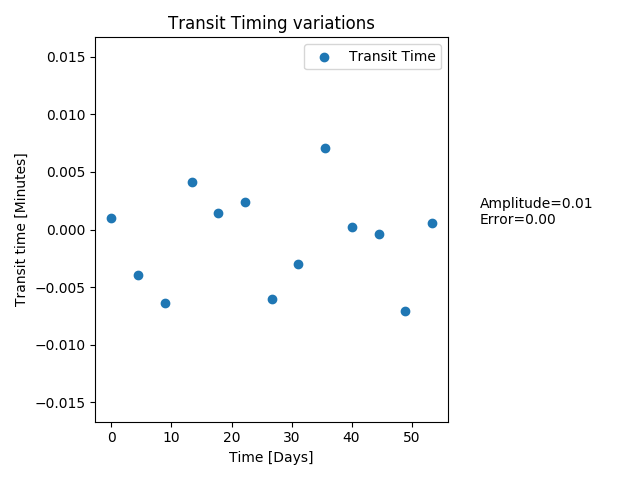 Transit Timing variations
Transit Time
Transit time [Minutes]
0.015
0.010
0.005
0.000
−0.005
−0.010
−0.015
0 10 20 30 40 50
Time [Days]
Amplitude=0.01
Error=0.00